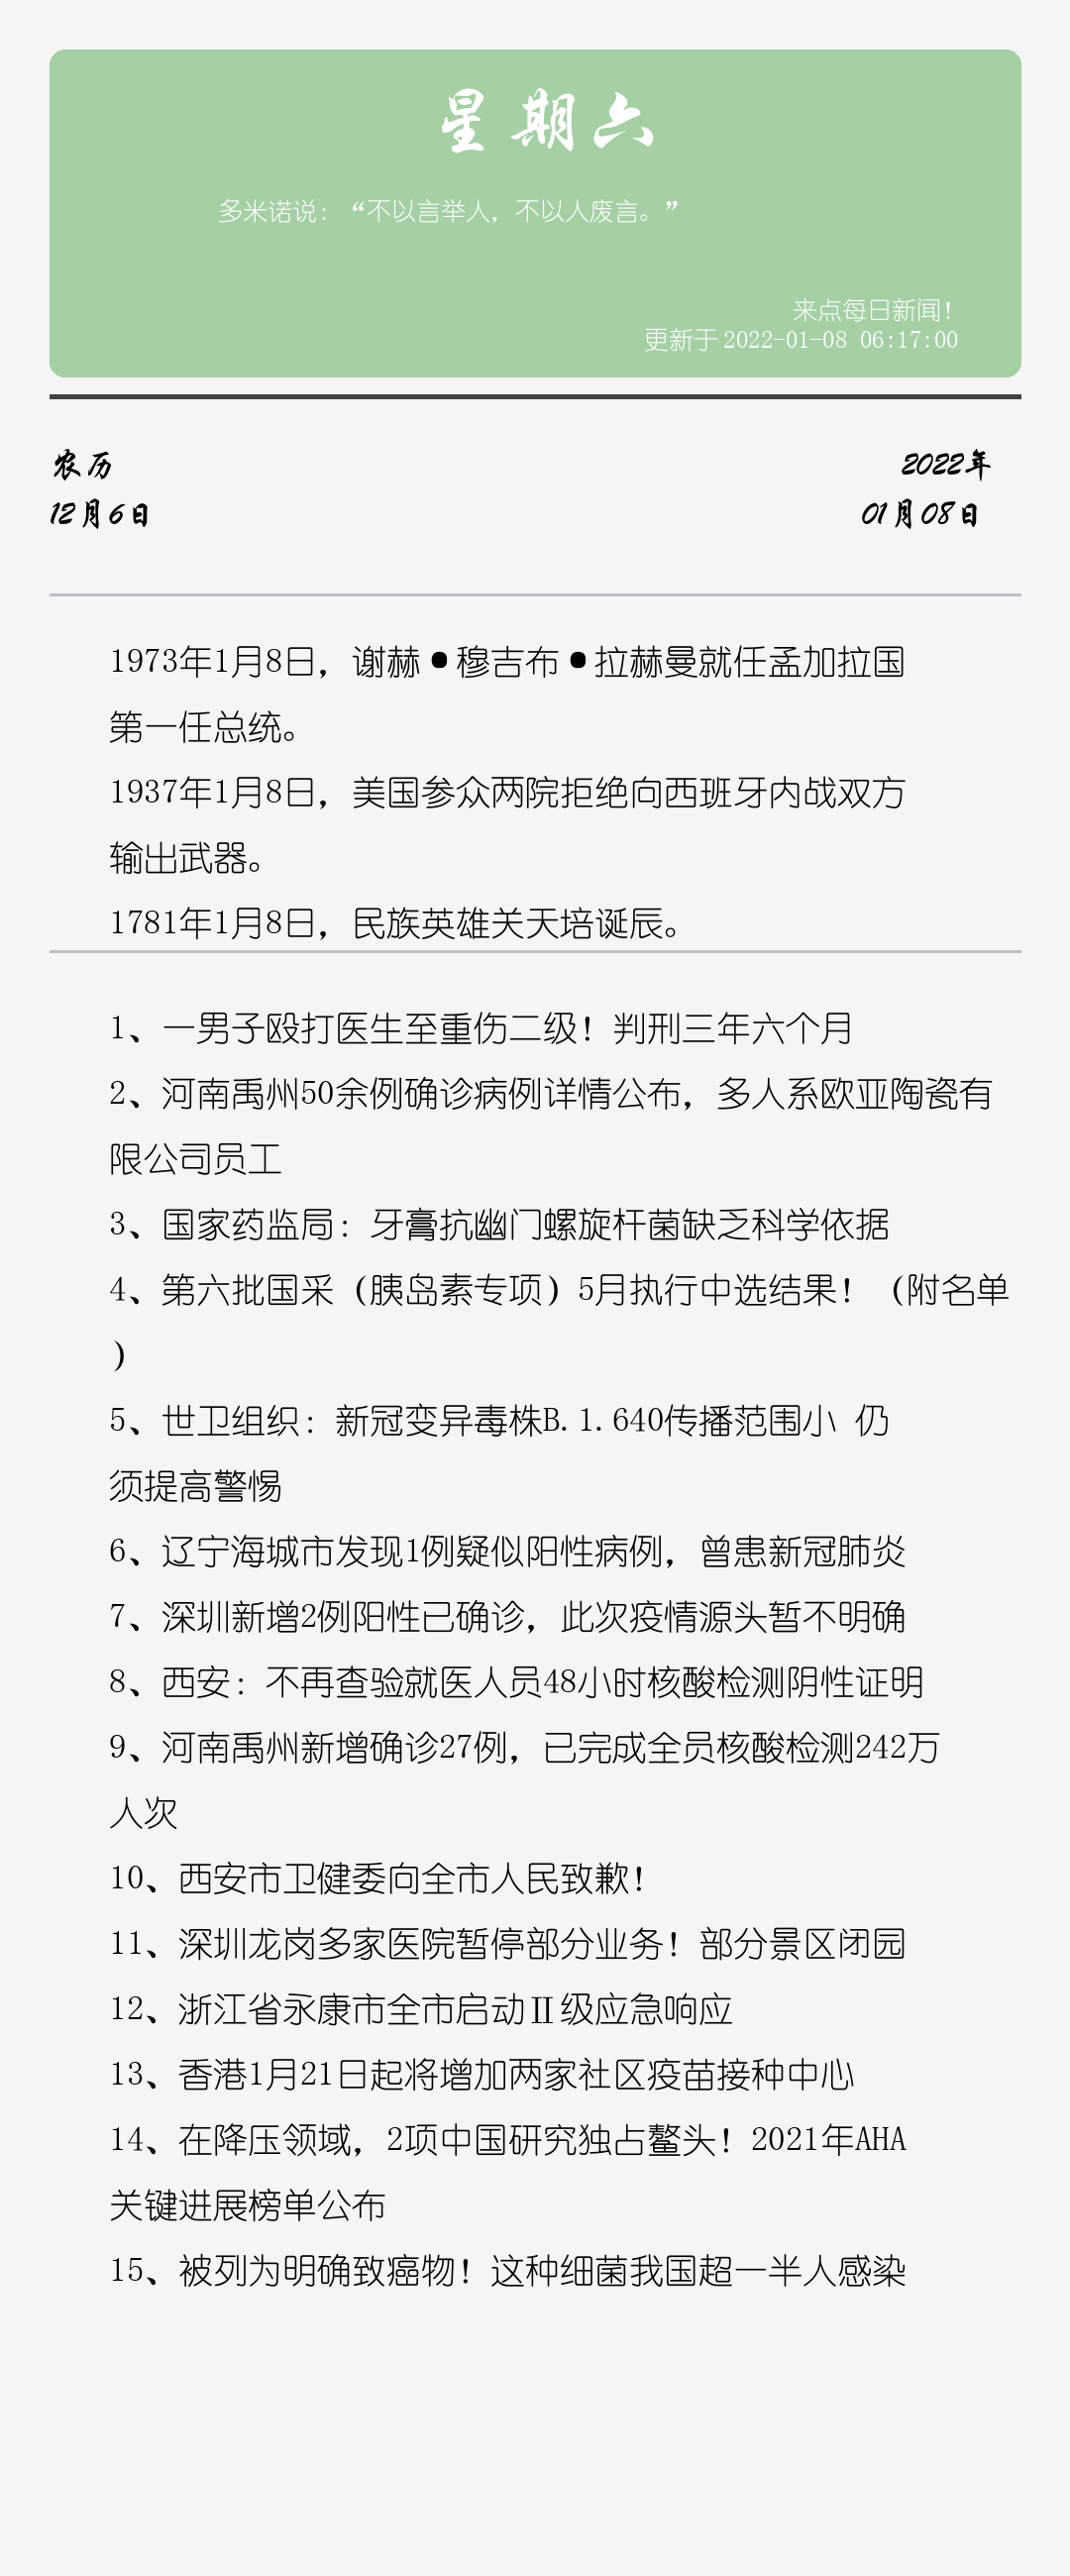 星期六
多米诺说：“不以言举人，不以人废言。”
来点每日新闻！
更新于 2022-01-08 06:17:00
农历
12月6日
2022年
01月08日
1973年1月8日，谢赫•穆吉布•拉赫曼就任孟加拉国
第一任总统。
1937年1月8日，美国参众两院拒绝向西班牙内战双方
输出武器。
1781年1月8日，民族英雄关天培诞辰。
1、一男子殴打医生至重伤二级！判刑三年六个月
2、河南禹州50余例确诊病例详情公布，多人系欧亚陶瓷有
限公司员工
3、国家药监局：牙膏抗幽门螺旋杆菌缺乏科学依据
4、第六批国采（胰岛素专项）5月执行中选结果！（附名单
）
5、世卫组织：新冠变异毒株B.1.640传播范围小 仍
须提高警惕
6、辽宁海城市发现1例疑似阳性病例，曾患新冠肺炎
7、深圳新增2例阳性已确诊，此次疫情源头暂不明确
8、西安：不再查验就医人员48小时核酸检测阴性证明
9、河南禹州新增确诊27例，已完成全员核酸检测242万
人次
10、西安市卫健委向全市人民致歉！
11、深圳龙岗多家医院暂停部分业务！部分景区闭园
12、浙江省永康市全市启动Ⅱ级应急响应
13、香港1月21日起将增加两家社区疫苗接种中心
14、在降压领域，2项中国研究独占鳌头！2021年AHA
关键进展榜单公布
15、被列为明确致癌物！这种细菌我国超一半人感染